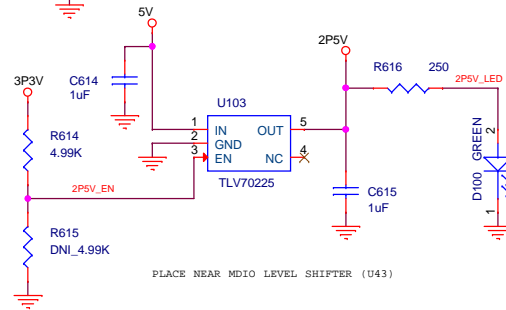 5V
2P5V
3P3V
C614
1uF
R616 250
2P5V_LED
U103
1 IN OUT 5
2 GND
3 EN NC 4
TLV70225
R614
4.99K
2P5V_EN
C615
1uF
D100 GREEN
2
1
R615
DNI_4.99K
PLACE NEAR MDIO LEVEL SHIFTER (U43)